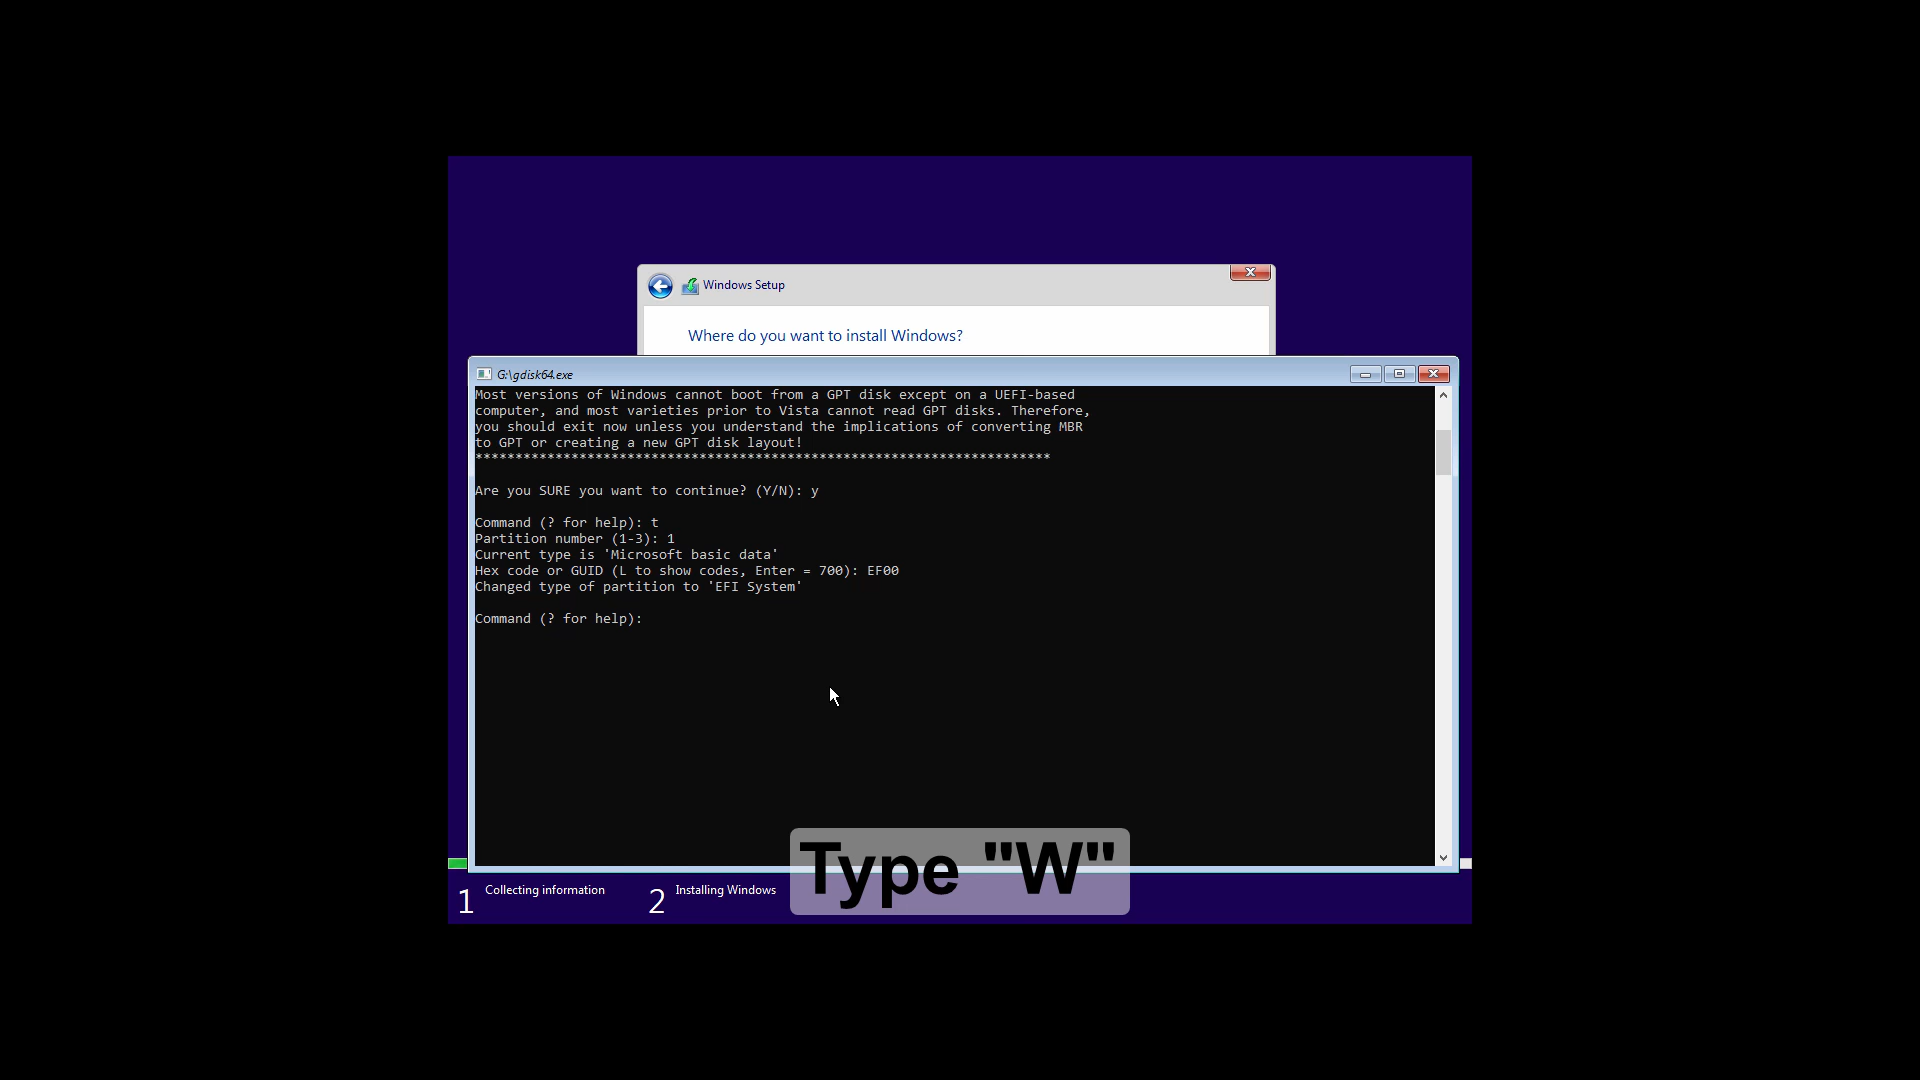 Windows Setup
Where do you want to install Windows?
G:\gdisk64.exe
Most versions of Windows cannot boot from a GPT disk except on a UEFI-based
computer, and most varieties prior to Vista cannot read GPT disks. Therefore,
you should exit now unless you understand the implications of converting MBR
to GPT or creating a new GPT disk layout!
************************************************************************
Are you SURE you want to continue? (Y/N): y
Command (? for help): t
Partition number (1-3): 1
Current type is 'Microsoft basic data'
Hex code or GUID (L to show codes, Enter = 700): EF00
Changed type of partition to 'EFI System'
Command (? for help):
Type "W"
1 Collecting information
2 Installing Windows